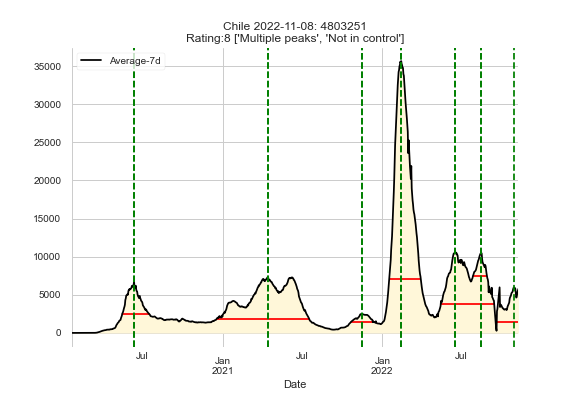 Chile 2022-11-08: 4803251
Rating:8 ['Multiple peaks', 'Not in control']
Average-7d
35000
30000
25000
20000
15000
10000
5000
0
Jul
Jan
2021
Jul
Jan
2022
Jul
Date